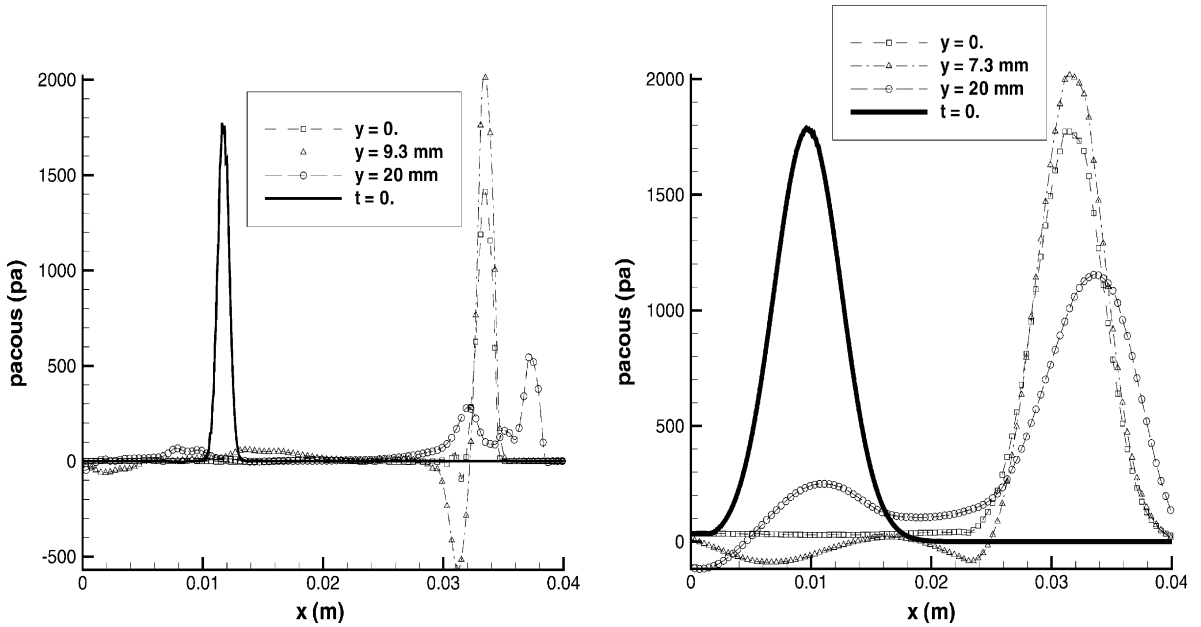 2000
1500
1000
500
0
-500
pacous (pa)
0
0.01
0.02
0.03
0.04
x (m)
y = 0.
y = 9.3 mm
y = 20 mm
t = 0.
2000
1500
1000
500
0
pacous (pa)
0
0.01
0.02
0.03
0.04
x (m)
y = 0.
y = 7.3 mm
y = 20 mm
t = 0.